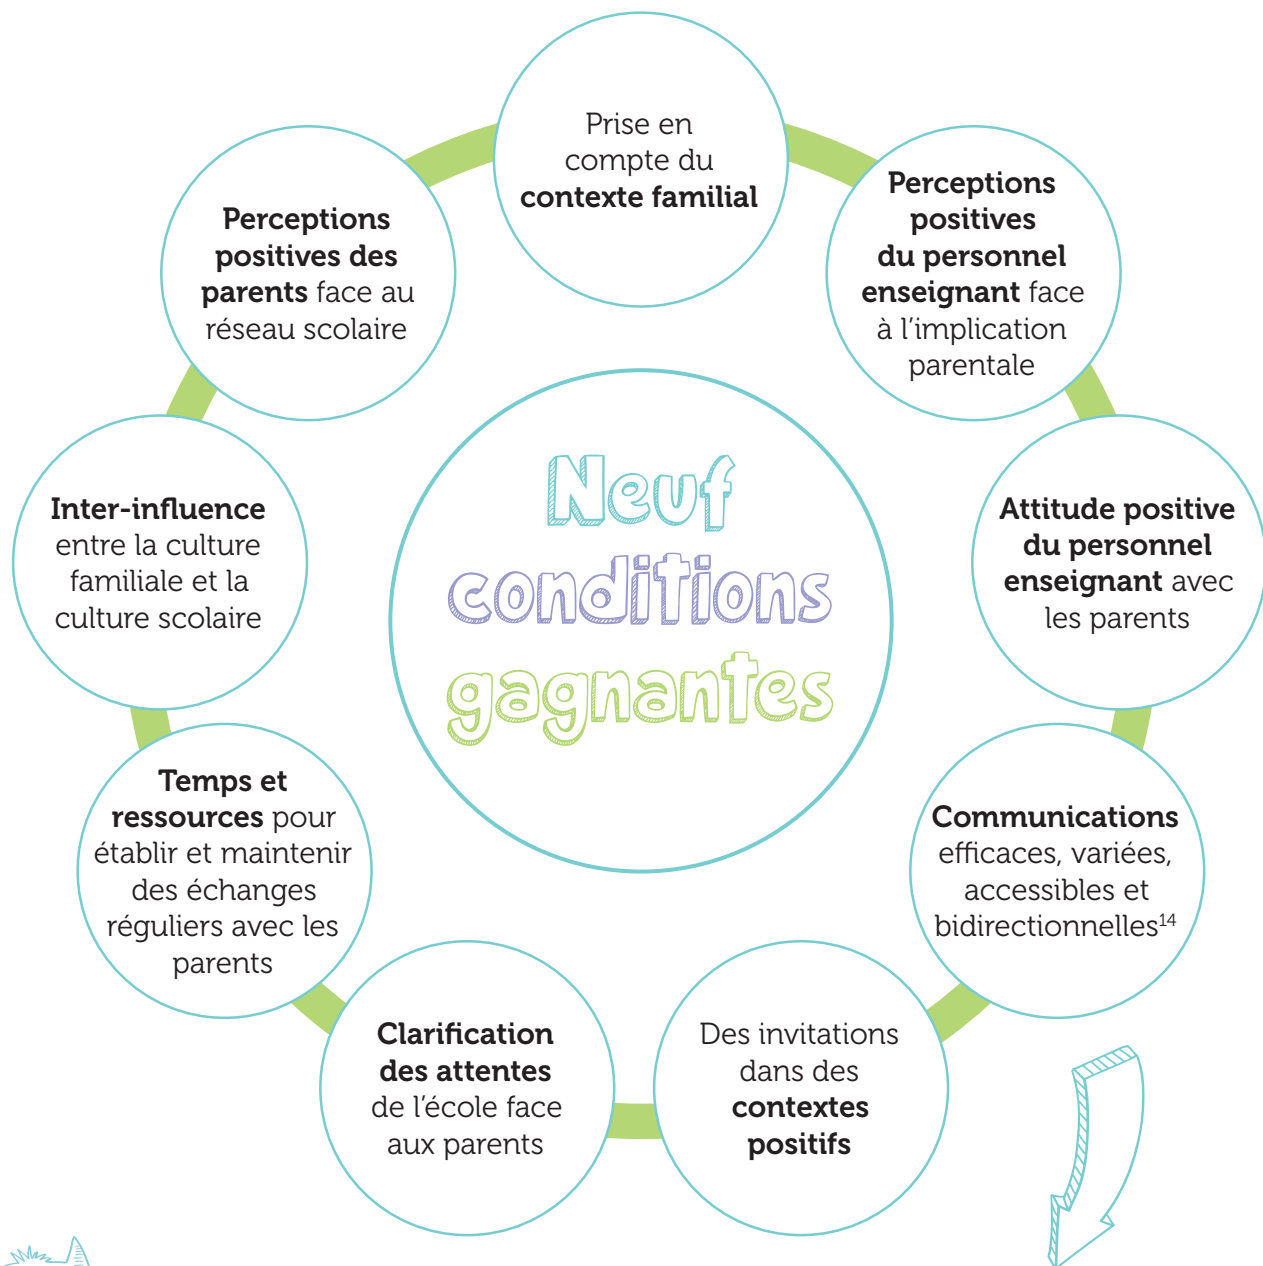 Prise en
compte du
contexte familial
Perceptions
positives
du personnel
enseignant face
à l'implication
parentale
Attitude positive
du personnel
enseignant avec
les parents
Communications
efficaces, variées,
accessibles et
bidirectionnelles¹⁴
Des invitations
dans des
contextes
positifs
Clarification
des attentes
de l'école face
aux parents
Temps et
ressources pour
établir et maintenir
des échanges
réguliers avec les
parents
Inter-influence
entre la culture
familiale et la
culture scolaire
Perceptions
positives des
parents face au
réseau scolaire
Neuf
conditions
gagnantes